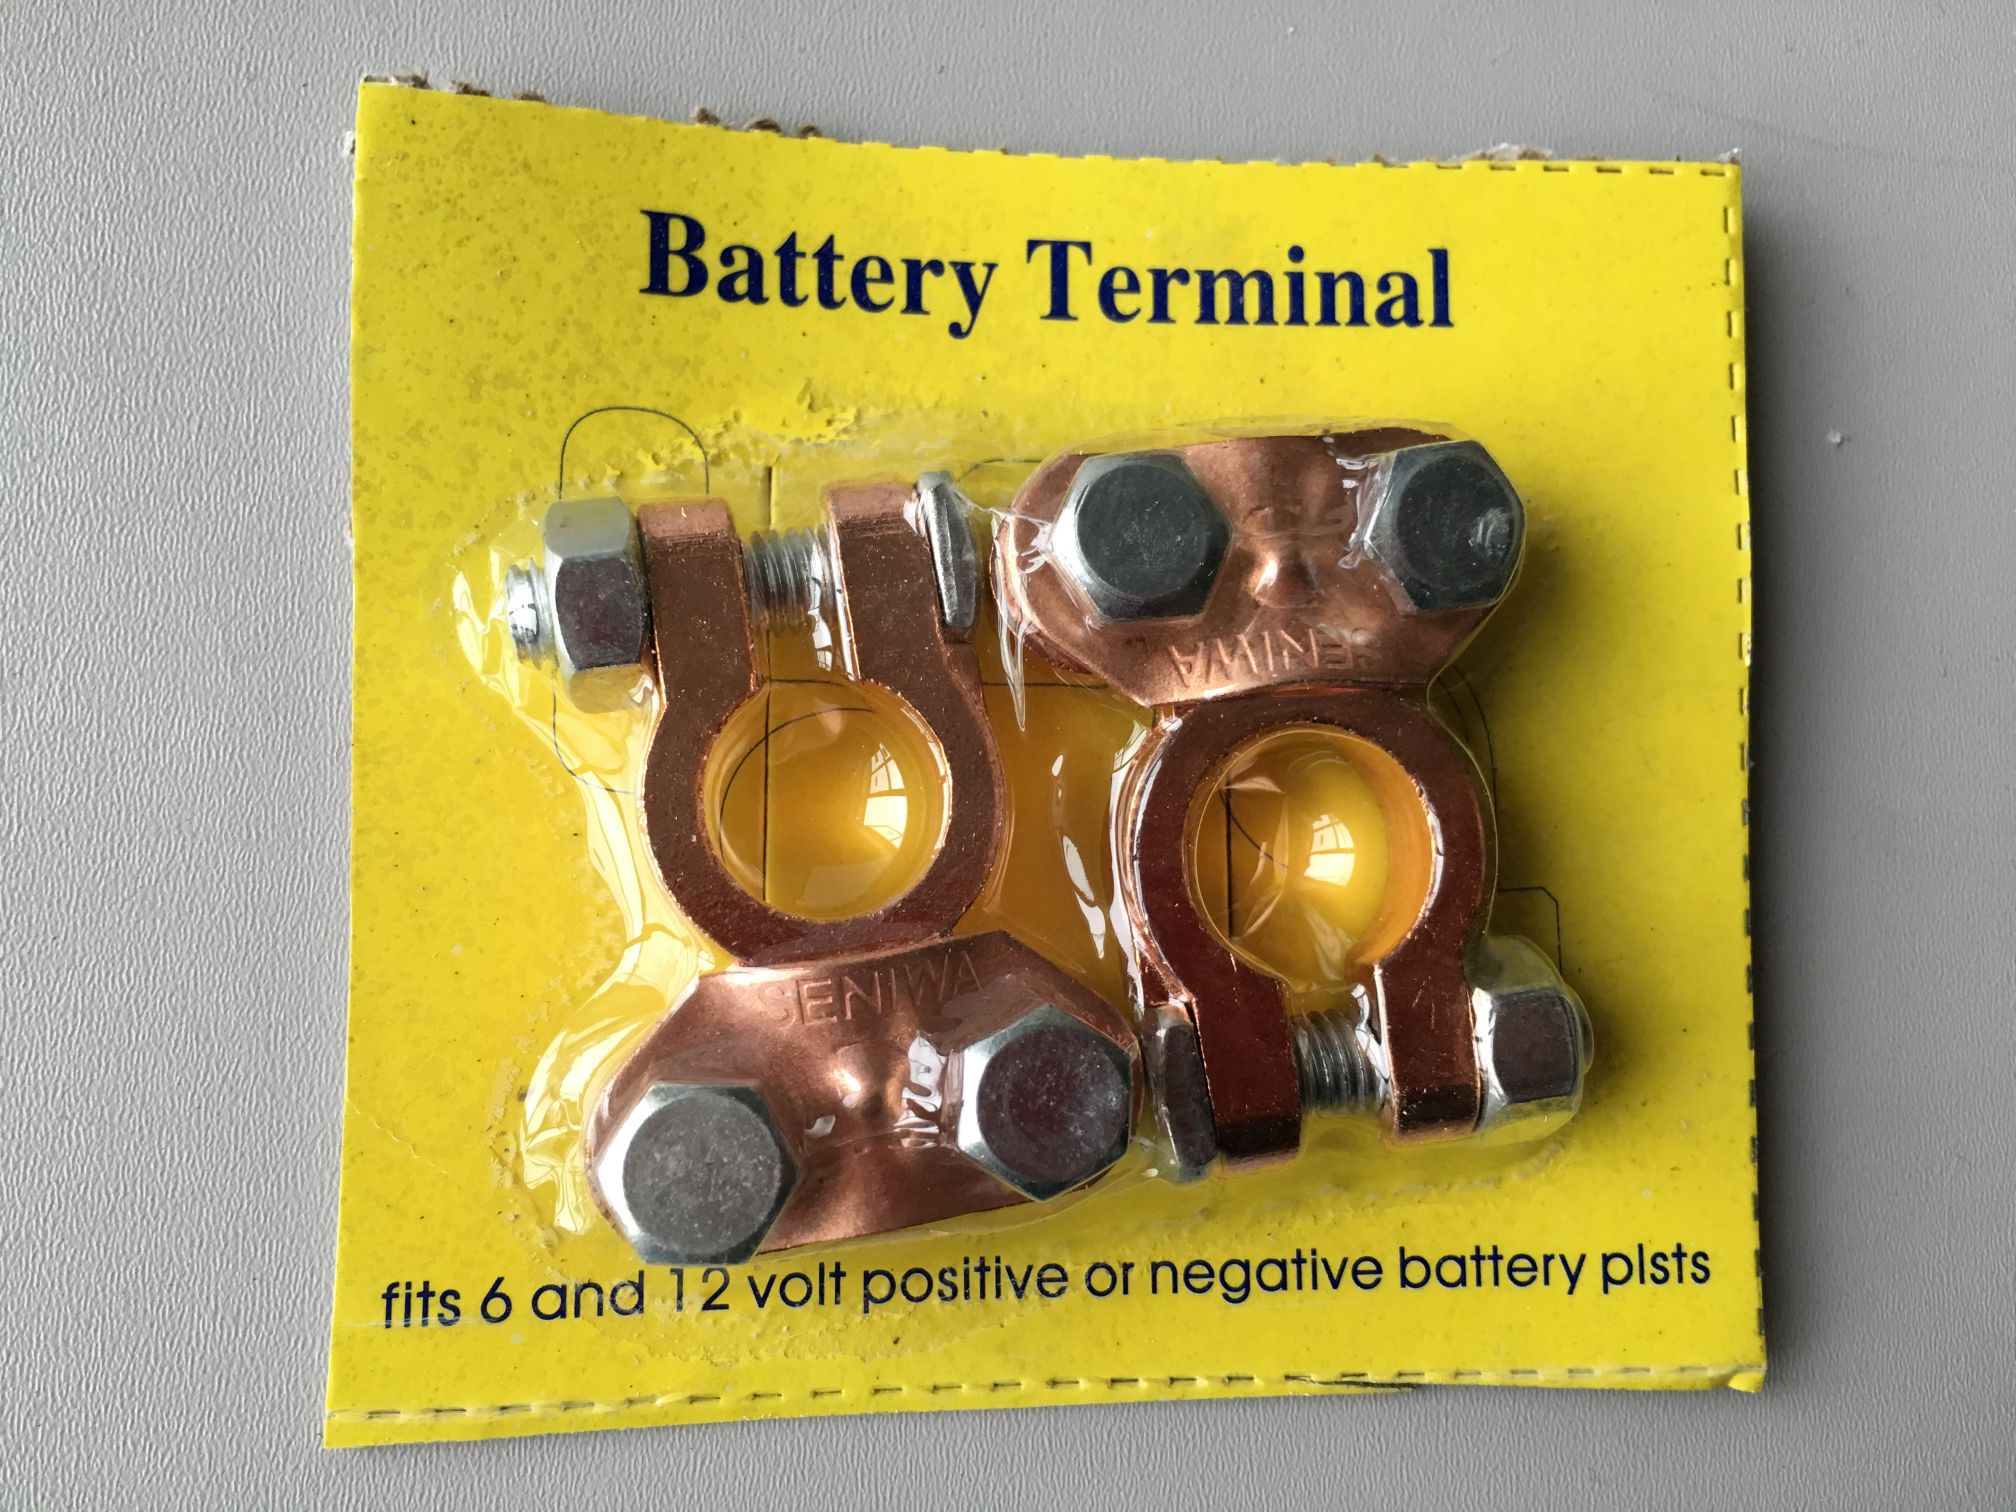 Battery Terminal
SENIWA
SENIWA
fits 6 and 12 volt positive or negative battery plsts